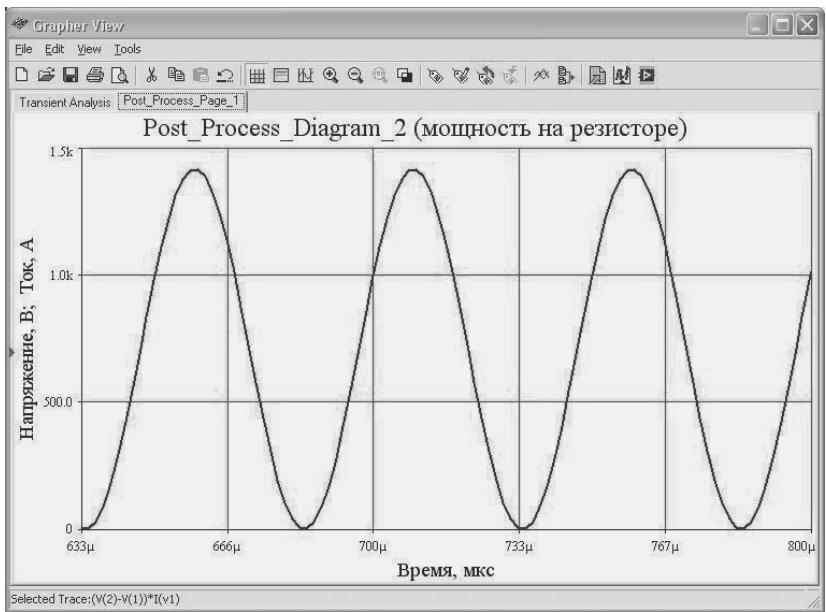 Grapher View
File Edit View Tools
Transient Analysis Post_Process_Page_1
Post_Process_Diagram_2 (мощность на резисторе)
Напряжение, В; Ток, А
1.5k
1.0k
500.0
0
633µ 666µ 700µ 733µ 767µ 800µ
Время, мкс
Selected Trace:(V(2)-V(1))*I(v1)